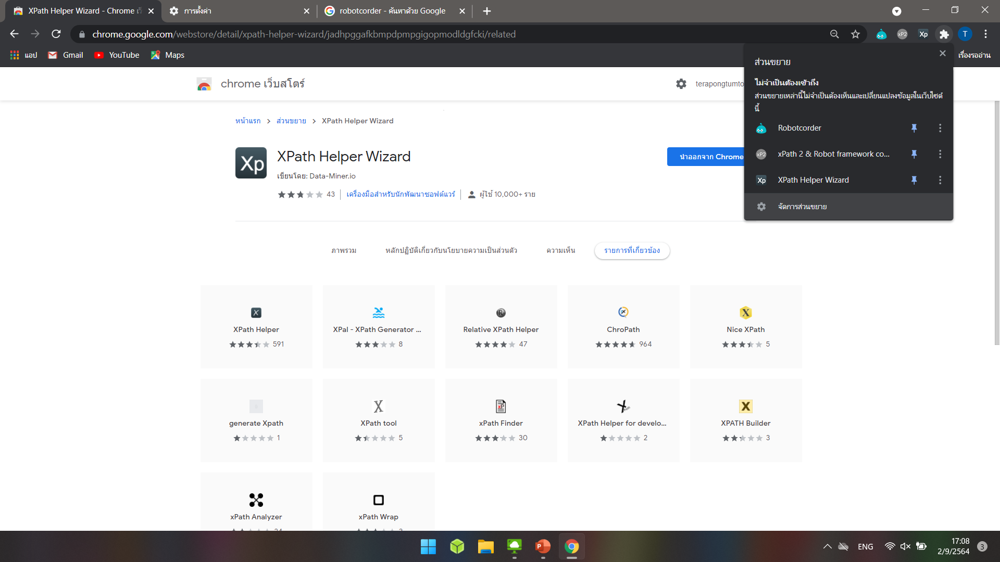 XPath Helper Wizard - Chrome เว็
การตั้งค่า
robotcorder - ค้นหาด้วย Google
chrome.google.com/webstore/detail/xpath-helper-wizard/jadhpggafkbmpdpmpgigopmodldgfcki/related
xP2
Xp
T
แอป
Gmail
YouTube
Maps
เรื่องรออ่าน
chrome เว็บสโตร์
terapongtumto
ส่วนขยาย
ไม่จำเป็นต้องเข้าถึง
ส่วนขยายเหล่านี้ไม่จำเป็นต้องเห็นและเปลี่ยนแปลงข้อมูลในเว็บไซต์
นี้
Robotcorder
xP2 xPath 2 & Robot framework co...
Xp XPath Helper Wizard
จัดการส่วนขยาย
หน้าแรก
ส่วนขยาย
XPath Helper Wizard
Xp
XPath Helper Wizard
เขียนโดย: Data-Miner.io
43
เครื่องมือสำหรับนักพัฒนาซอฟต์แวร์
ผู้ใช้ 10,000+ ราย
นำออกจาก Chrome
ภาพรวม
หลักปฏิบัติเกี่ยวกับนโยบายความเป็นส่วนตัว
ความเห็น
รายการที่เกี่ยวข้อง
XPath Helper
591
XPal - XPath Generator ...
8
Relative XPath Helper
47
ChroPath
964
Nice XPath
5
generate Xpath
1
XPath tool
5
xPath Finder
30
XPath Helper for develo...
2
XPATH Builder
3
xPath Analyzer
24
xPath Wrap
3
ENG
17:08
2/9/2564
3